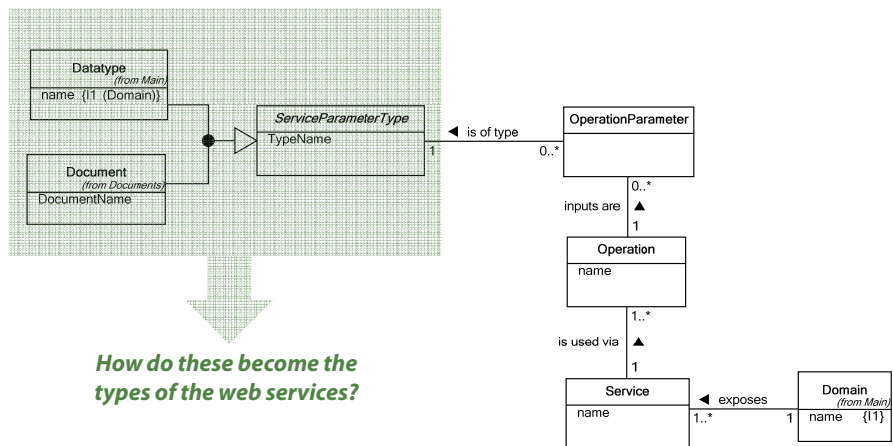 Datatype
(from Main)
name {I1 (Domain)}
Document
(from Documents)
DocumentName
ServiceParameterType
TypeName
1
is of type
0..*
OperationParameter
0..*
inputs are
1
Operation
name
1..*
is used via
1
Service
name
1..*
exposes
1
Domain
(from Main)
name {I1}
How do these become the
types of the web services?